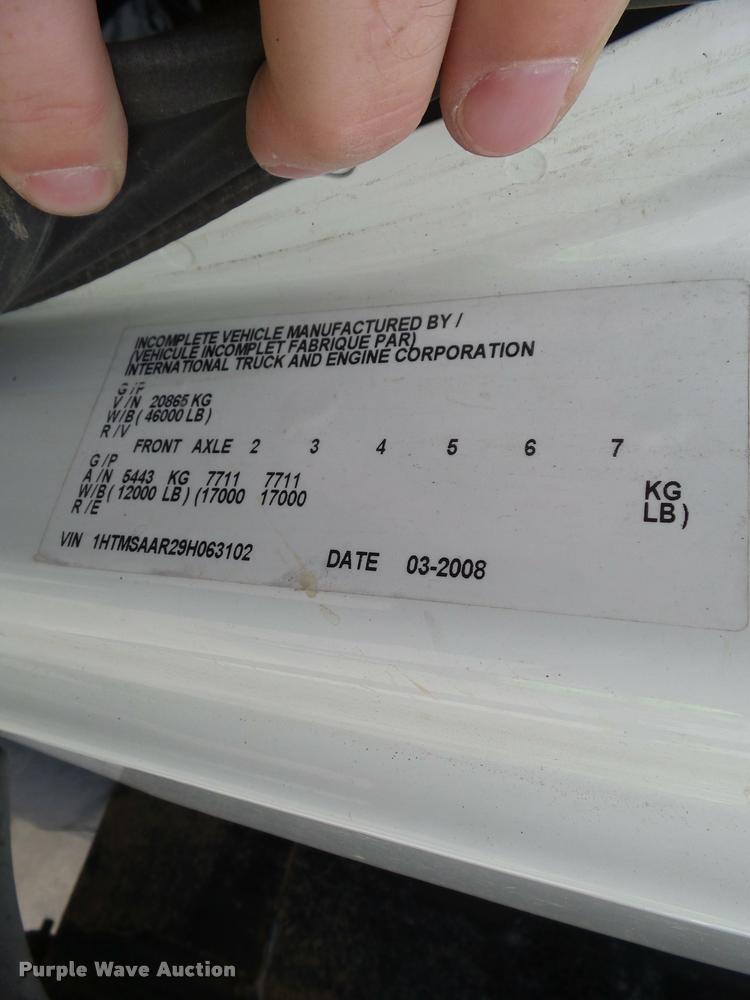 INCOMPLETE VEHICLE MANUFACTURED BY /
(VEHICULE INCOMPLET FABRIQUE PAR)
INTERNATIONAL TRUCK AND ENGINE CORPORATION
G/P
V/N 20865 KG
W/B( 46000 LB)
R/V
FRONT AXLE 2 3 4 5 6 7
G/P
A/N 5443 KG 7711 7711 KG
W/B( 12000 LB) (17000 17000 LB)
R/E
VIN 1HTMSAAR29H063102 DATE 03-2008
Purple Wave Auction